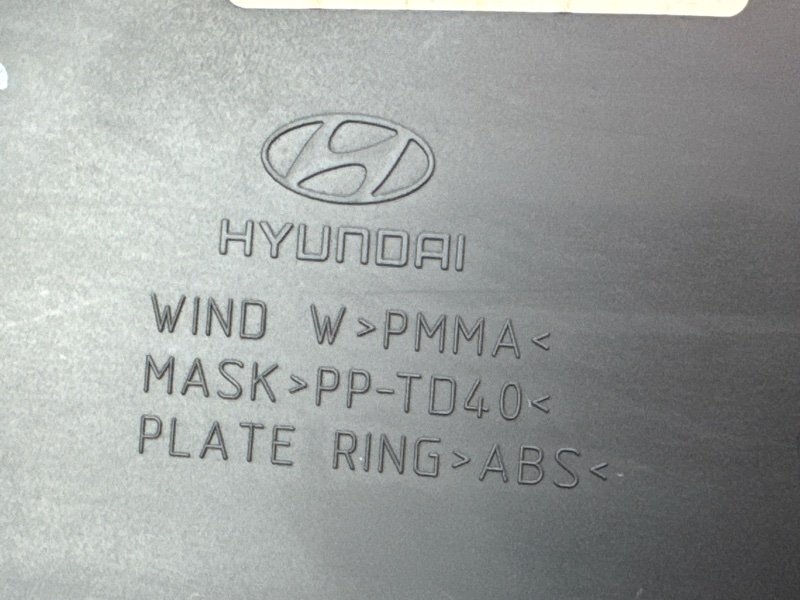 HYUNDAI
WIND W>PMMA<
MASK>PP-TD40<
PLATE RING>ABS<